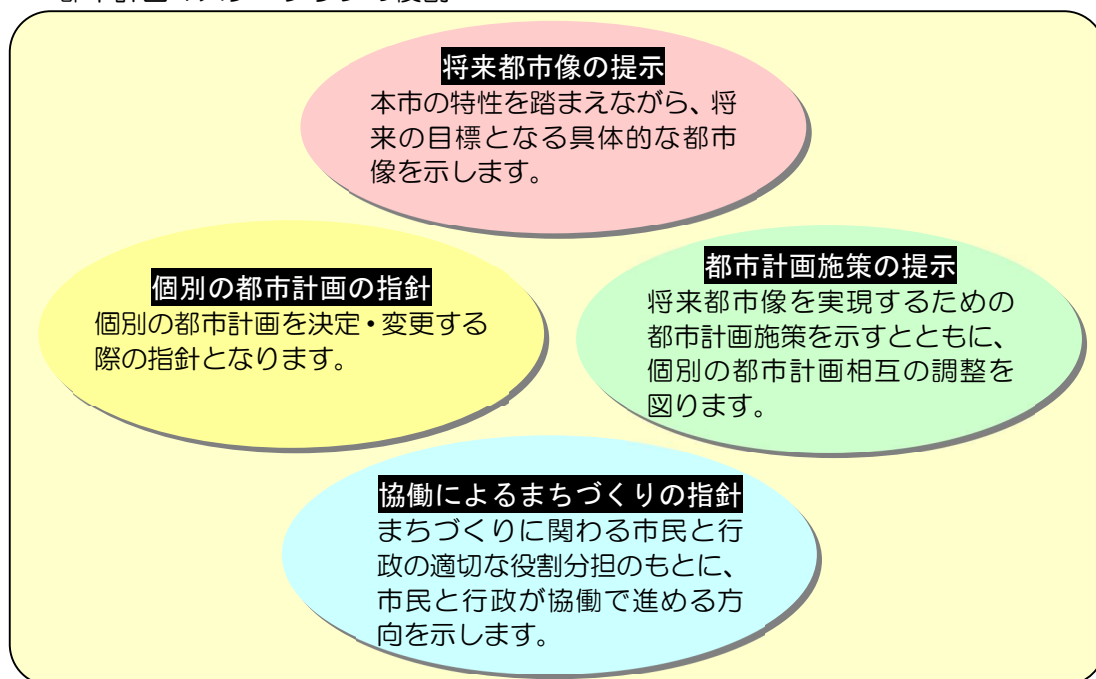 将来都市像の提示
本市の特性を踏まえながら、将
来の目標となる具体的な都市
像を示します。
個別の都市計画の指針
個別の都市計画を決定・変更する
際の指針となります。
都市計画施策の提示
将来都市像を実現するための
都市計画施策を示すとともに、
個別の都市計画相互の調整を
図ります。
協働によるまちづくりの指針
まちづくりに関わる市民と行
政の適切な役割分担のもとに、
市民と行政が協働で進める方
向を示します。